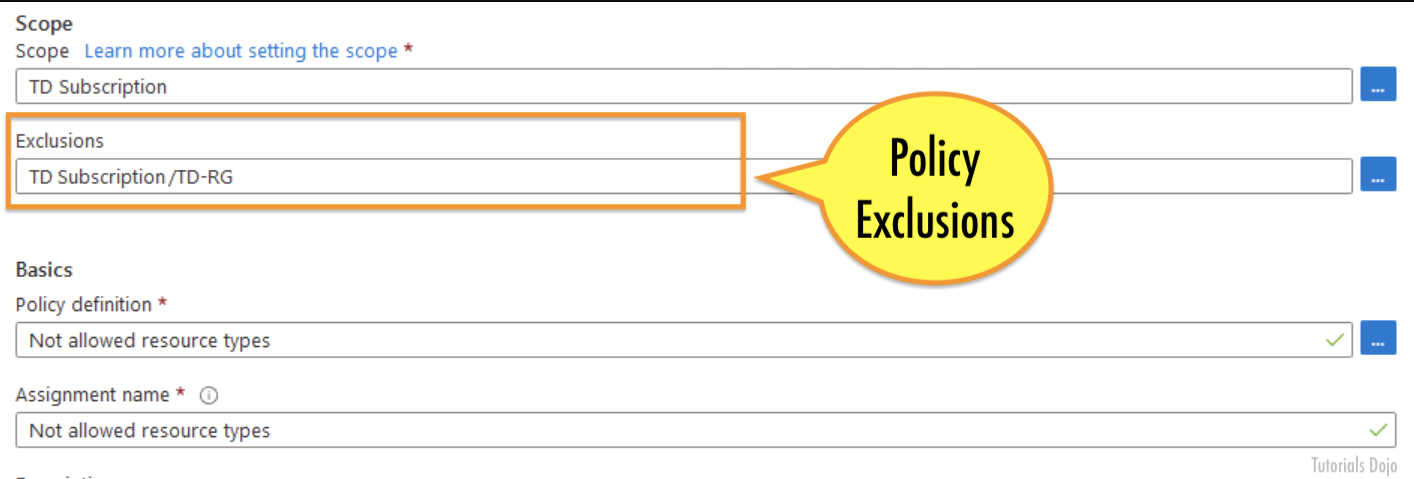 Scope
Scope Learn more about setting the scope *
TD Subscription
...
Exclusions
TD Subscription/TD-RG
...
Policy
Exclusions
Basics
Policy definition *
Not allowed resource types
...
Assignment name *
Not allowed resource types
Tutorials Dojo